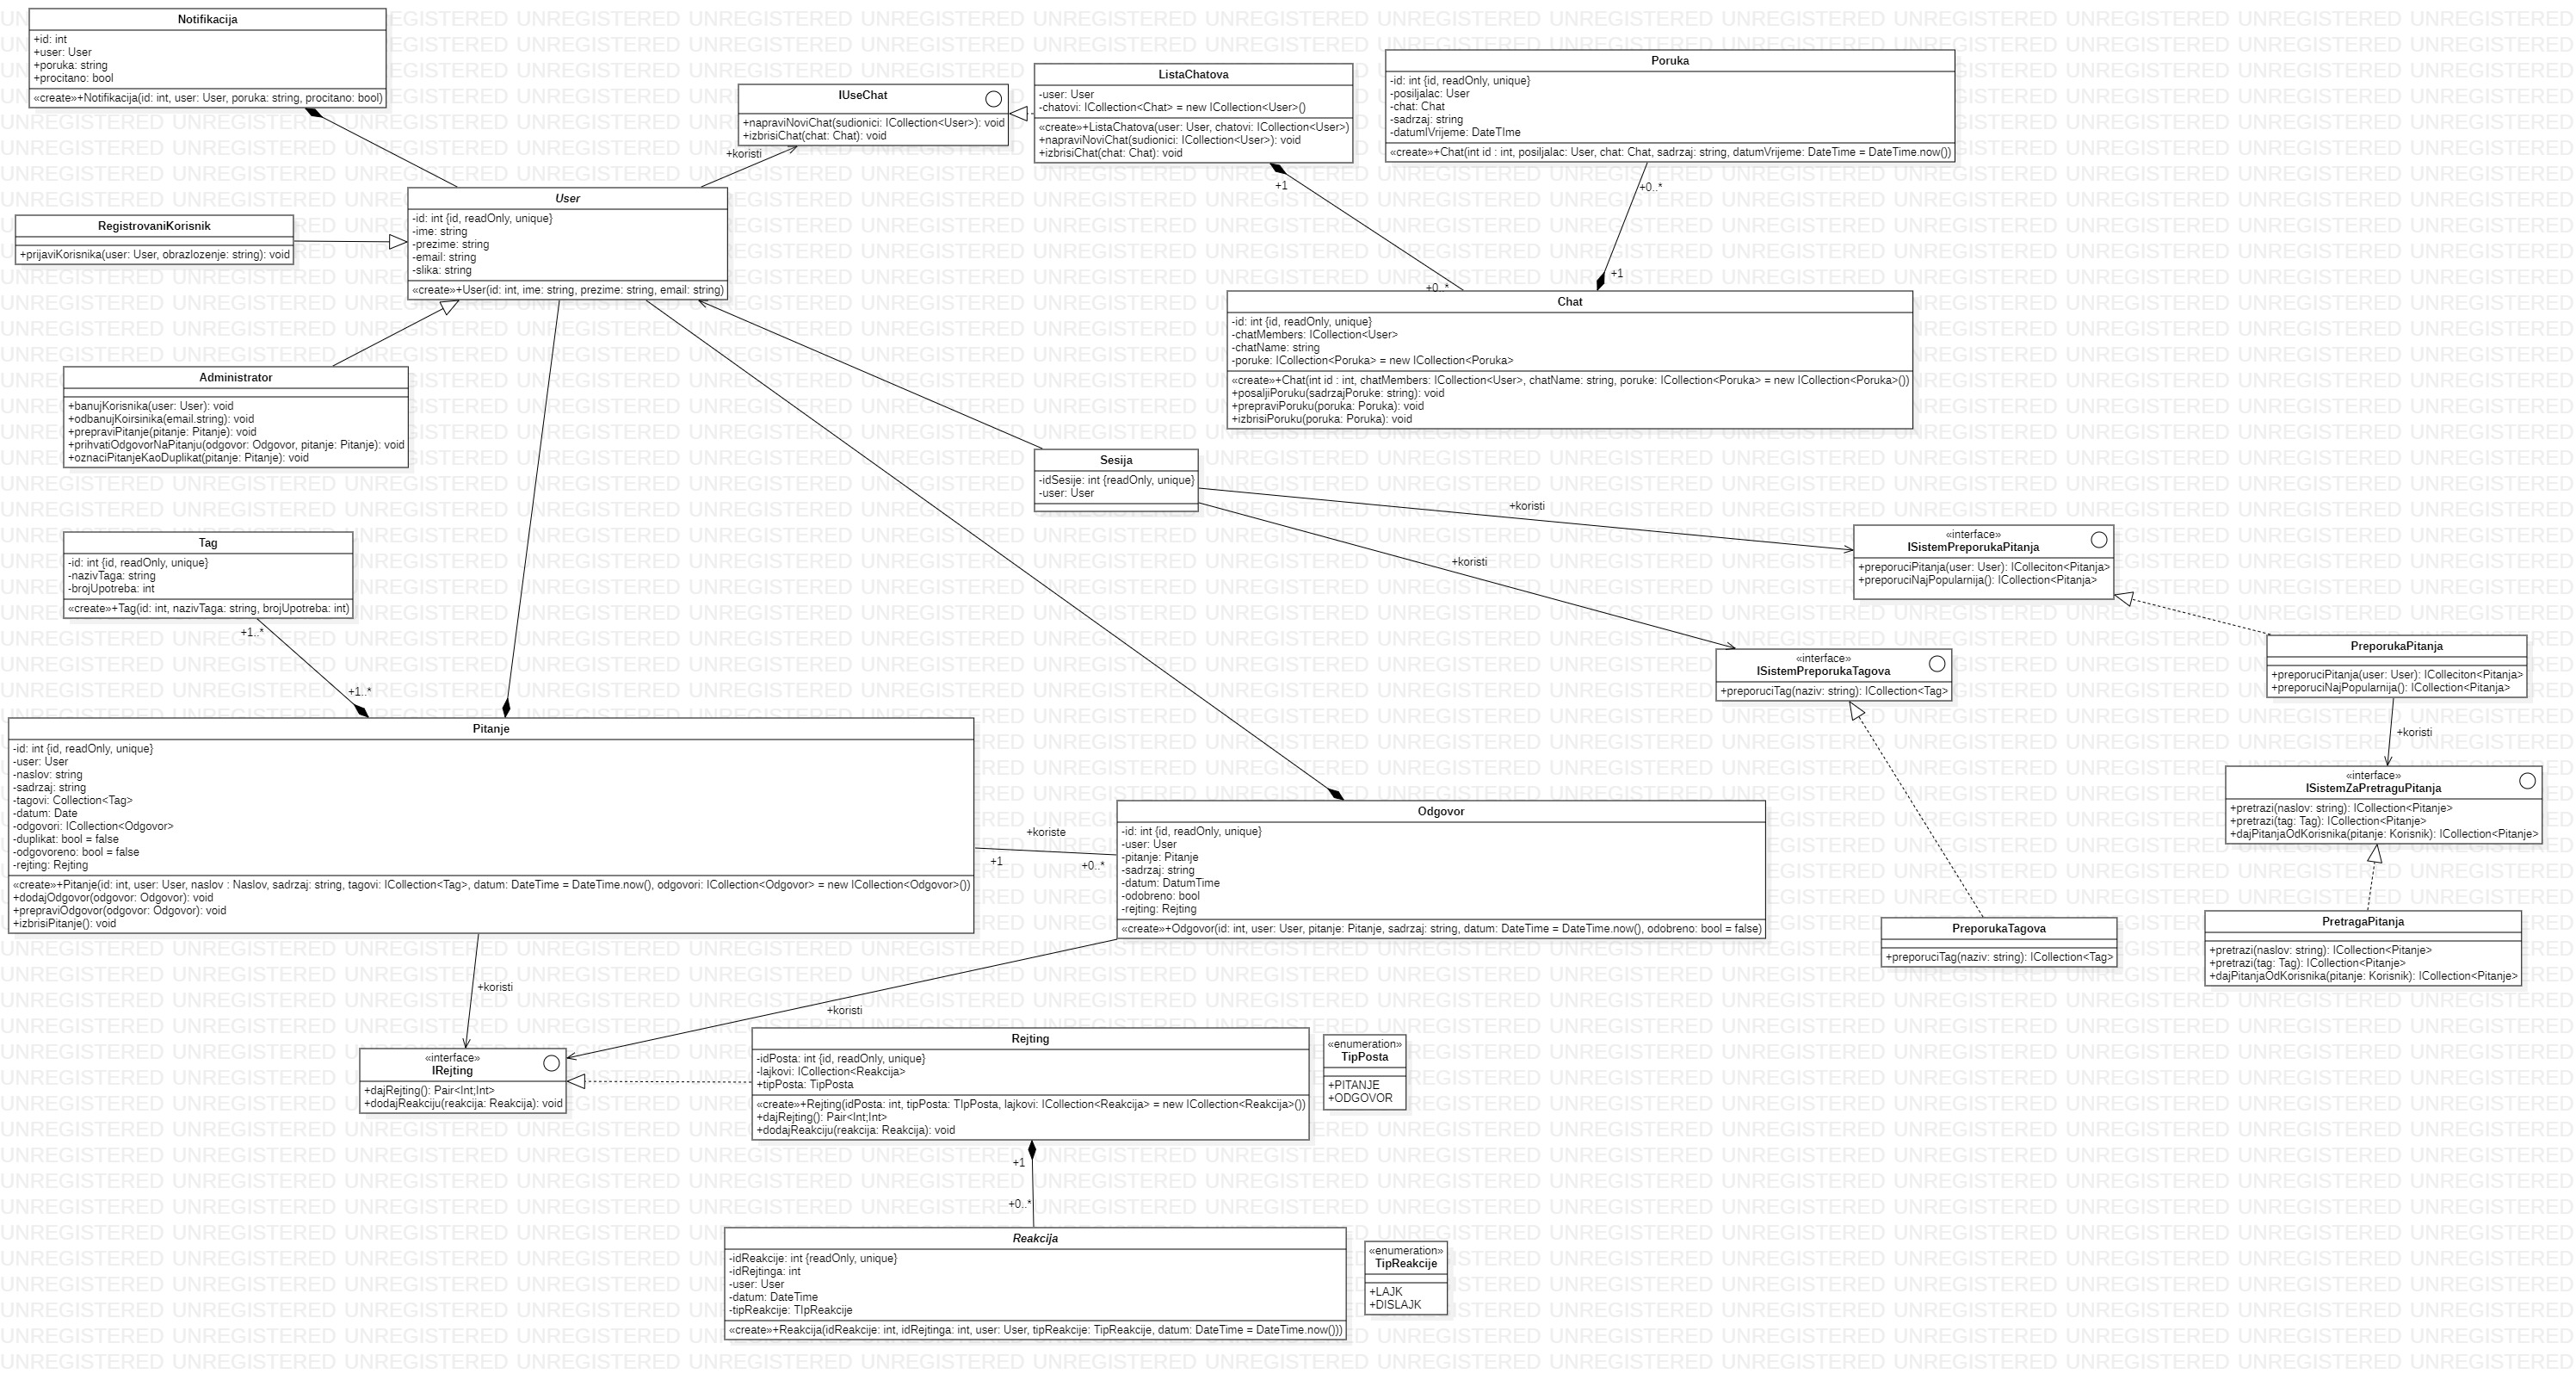 Notifikacija
+id: int
+user: User
+poruka: string
+procitano: bool
«create»+Notifikacija(id: int, user: User, poruka: string, procitano: bool)
IUseChat
+napraviNoviChat(sudionici: ICollection<User>): void
+izbrisiChat(chat: Chat): void
+koristi
ListaChatova
-user: User
-chatovi: ICollection<Chat> = new ICollection<User>()
«create»+ListaChatova(user: User, chatovi: ICollection<User>)
+napraviNoviChat(sudionici: ICollection<User>): void
+izbrisiChat(chat: Chat): void
+1
+0..*
Poruka
-id: int {id, readOnly, unique}
-posiljalac: User
-chat: Chat
-sadrzaj: string
-datumIVrijeme: DateTIme
«create»+Chat(int id : int, posiljalac: User, chat: Chat, sadrzaj: string, datumVrijeme: DateTime = DateTime.now())
+0..*
+1
RegistrovaniKorisnik
+prijaviKorisnika(user: User, obrazlozenje: string): void
User
-id: int {id, readOnly, unique}
-ime: string
-prezime: string
-email: string
-slika: string
«create»+User(id: int, ime: string, prezime: string, email: string)
Chat
-id: int {id, readOnly, unique}
-chatMembers: ICollection<User>
-chatName: string
-poruke: ICollection<Poruka> = new ICollection<Poruka>
«create»+Chat(int id : int, chatMembers: ICollection<User>, chatName: string, poruke: ICollection<Poruka> = new ICollection<Poruka>())
+posaljiPoruku(sadrzajPoruke: string): void
+prepraviPoruku(poruka: Poruka): void
+izbrisiPoruku(poruka: Poruka): void
Administrator
+banujKorisnika(user: User): void
+odbanujKoirsinika(email.string): void
+prepraviPitanje(pitanje: Pitanje): void
+prihvatiOdgovorNaPitanju(odgovor: Odgovor, pitanje: Pitanje): void
+oznaciPitanjeKaoDuplikat(pitanje: Pitanje): void
Sesija
-idSesije: int {readOnly, unique}
-user: User
+koristi
+koristi
Tag
-id: int {id, readOnly, unique}
-nazivTaga: string
-brojUpotreba: int
«create»+Tag(id: int, nazivTaga: string, brojUpotreba: int)
+1..*
+1..*
«interface»
ISistemPreporukaPitanja
+preporuciPitanja(user: User): IColleciton<Pitanja>
+preporuciNajPopularnija(): ICollection<Pitanja>
«interface»
ISistemPreporukaTagova
+preporuciTag(naziv: string): ICollection<Tag>
PreporukaPitanja
+preporuciPitanja(user: User): IColleciton<Pitanja>
+preporuciNajPopularnija(): ICollection<Pitanja>
+koristi
Pitanje
-id: int {id, readOnly, unique}
-user: User
-naslov: string
-sadrzaj: string
-tagovi: Collection<Tag>
-datum: Date
-odgovori: ICollection<Odgovor>
-duplikat: bool = false
-odgovoreno: bool = false
-rejting: Rejting
«create»+Pitanje(id: int, user: User, naslov : Naslov, sadrzaj: string, tagovi: ICollection<Tag>, datum: DateTime = DateTime.now(), odgovori: ICollection<Odgovor> = new ICollection<Odgovor>())
+dodajOdgovor(odgovor: Odgovor): void
+prepraviOdgovor(odgovor: Odgovor): void
+izbrisiPitanje(): void
+koriste
+1
+0..*
Odgovor
-id: int {id, readOnly, unique}
-user: User
-pitanje: Pitanje
-sadrzaj: string
-datum: DatumTime
-odobreno: bool
-rejting: Rejting
«create»+Odgovor(id: int, user: User, pitanje: Pitanje, sadrzaj: string, datum: DateTime = DateTime.now(), odobreno: bool = false)
«interface»
ISistemZaPretraguPitanja
+pretrazi(naslov: string): ICollection<Pitanje>
+pretrazi(tag: Tag): ICollection<Pitanje>
+dajPitanjaOdKorisnika(pitanje: Korisnik): ICollection<Pitanje>
PreporukaTagova
+preporuciTag(naziv: string): ICollection<Tag>
PretragaPitanja
+pretrazi(naslov: string): ICollection<Pitanje>
+pretrazi(tag: Tag): ICollection<Pitanje>
+dajPitanjaOdKorisnika(pitanje: Korisnik): ICollection<Pitanje>
+koristi
+koristi
«interface»
IRejting
+dajRejting(): Pair<Int;Int>
+dodajReakciju(reakcija: Reakcija): void
Rejting
-idPosta: int {id, readOnly, unique}
-lajkovi: ICollection<Reakcija>
+tipPosta: TipPosta
«create»+Rejting(idPosta: int, tipPosta: TIpPosta, lajkovi: ICollection<Reakcija> = new ICollection<Reakcija>())
+dajRejting(): Pair<Int;Int>
+dodajReakciju(reakcija: Reakcija): void
«enumeration»
TipPosta
+PITANJE
+ODGOVOR
+1
+0..*
Reakcija
-idReakcije: int {readOnly, unique}
-idRejtinga: int
-user: User
-datum: DateTime
-tipReakcije: TIpReakcije
«create»+Reakcija(idReakcije: int, idRejtinga: int, user: User, tipReakcije: TipReakcije, datum: DateTime = DateTime.now()))
«enumeration»
TipReakcije
+LAJK
+DISLAJK
UNREGISTERED